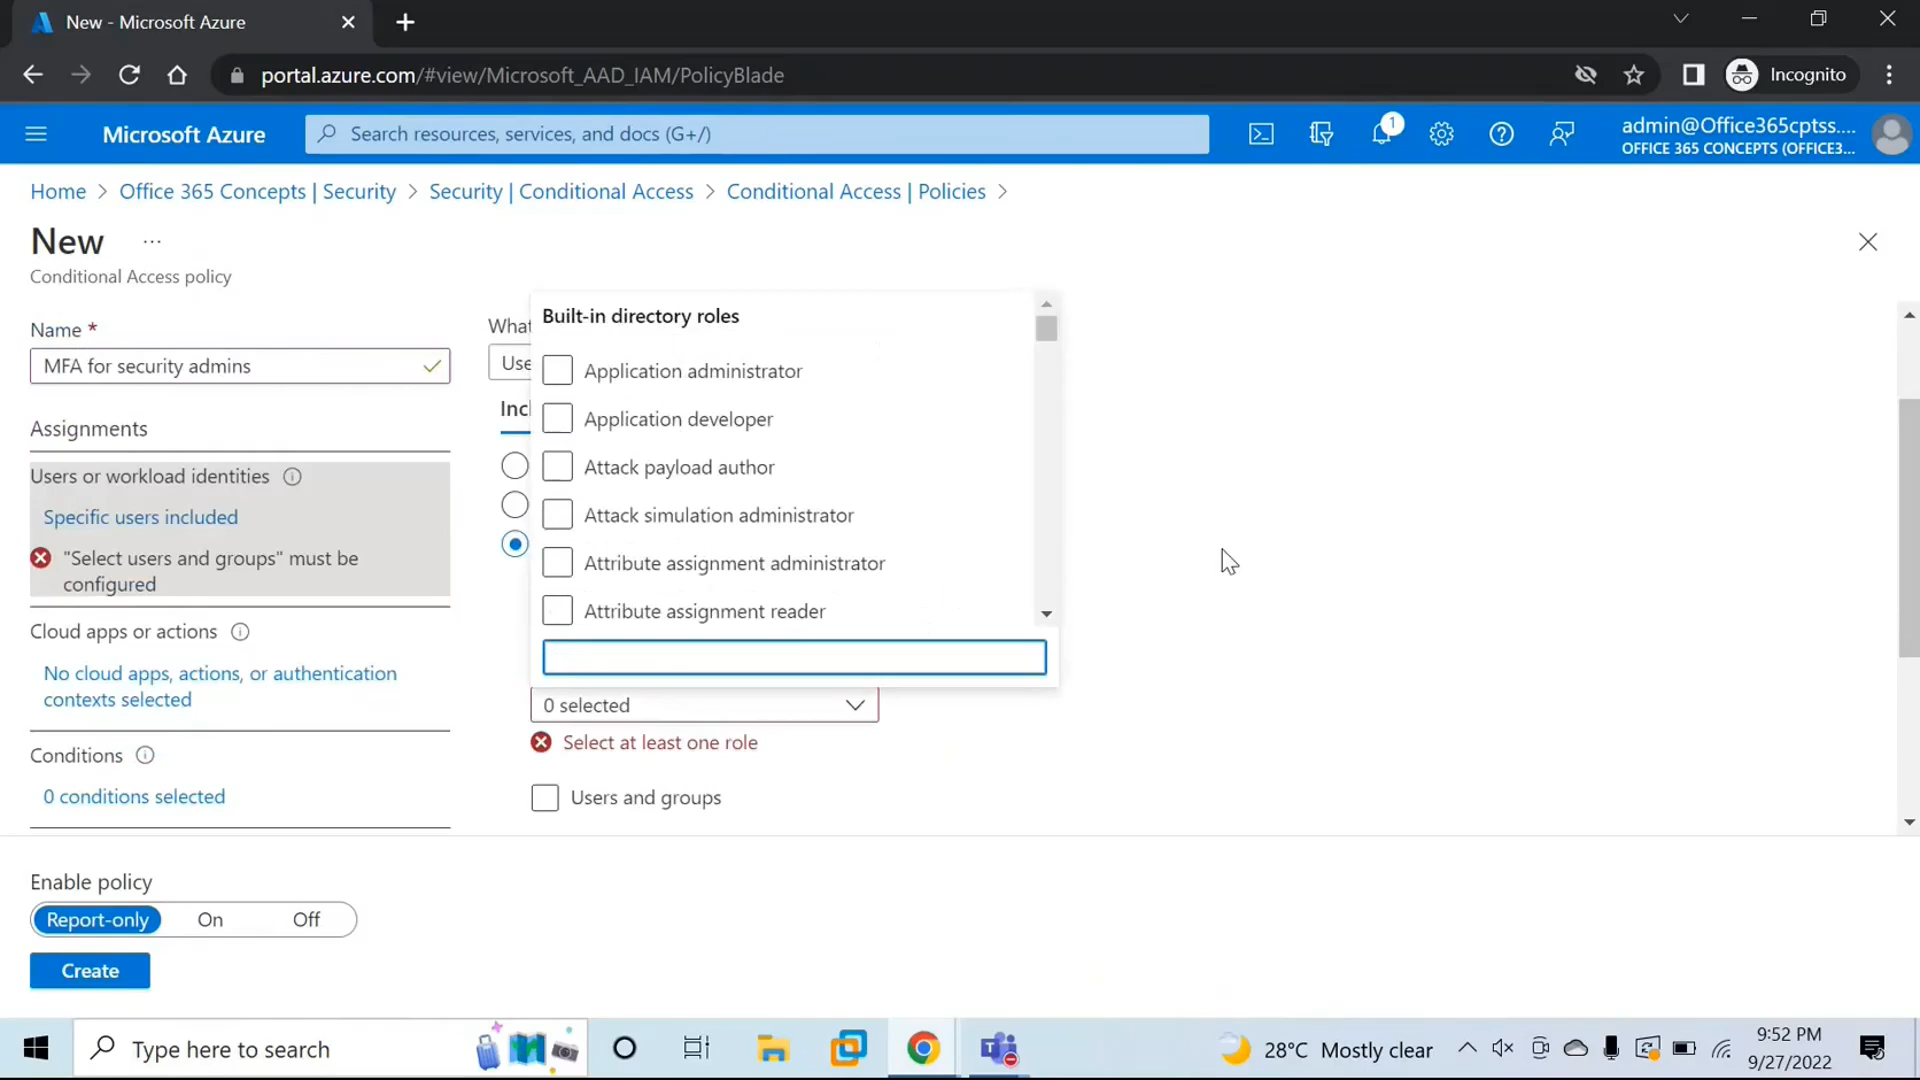 New - Microsoft Azure
portal.azure.com/#view/Microsoft_AAD_IAM/PolicyBlade
Incognito
Microsoft Azure
Search resources, services, and docs (G+/)
1
admin@Office365cptss....
OFFICE 365 CONCEPTS (OFFICE3...
Home > Office 365 Concepts | Security > Security | Conditional Access > Conditional Access | Policies >
New ...
Conditional Access policy
Name *
MFA for security admins
Assignments
Users or workload identities
Specific users included
"Select users and groups" must be
configured
Cloud apps or actions
No cloud apps, actions, or authentication
contexts selected
Conditions
0 conditions selected
What
Use
Incl
Built-in directory roles
Application administrator
Application developer
Attack payload author
Attack simulation administrator
Attribute assignment administrator
Attribute assignment reader
0 selected
Select at least one role
Users and groups
Enable policy
Report-only On Off
Create
Type here to search
28°C Mostly clear
9:52 PM
9/27/2022